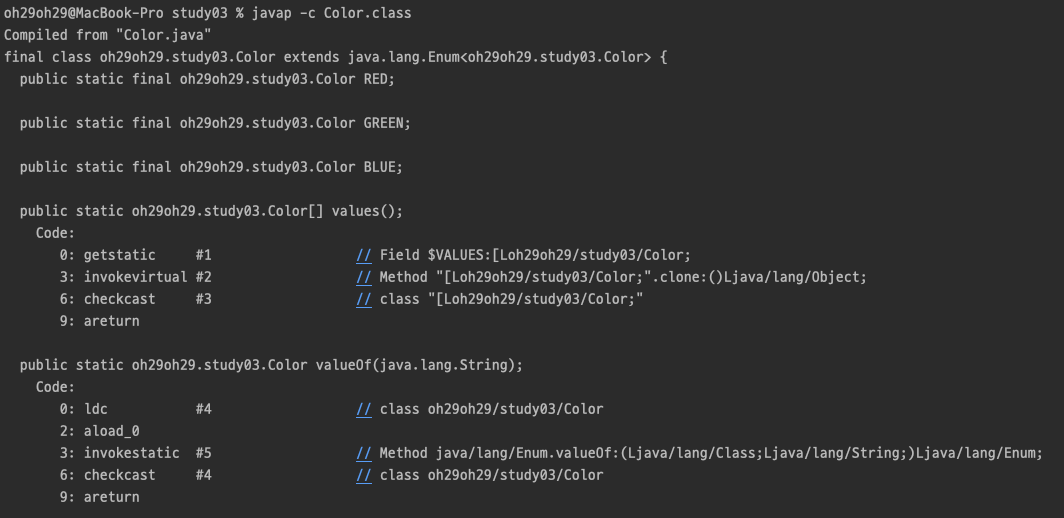 oh29oh29@MacBook-Pro study03 % javap -c Color.class
Compiled from "Color.java"
final class oh29oh29.study03.Color extends java.lang.Enum<oh29oh29.study03.Color> {
  public static final oh29oh29.study03.Color RED;

  public static final oh29oh29.study03.Color GREEN;

  public static final oh29oh29.study03.Color BLUE;

  public static oh29oh29.study03.Color[] values();
    Code:
       0: getstatic     #1                  // Field $VALUES:[Loh29oh29/study03/Color;
       3: invokevirtual #2                  // Method "[Loh29oh29/study03/Color;".clone:()Ljava/lang/Object;
       6: checkcast     #3                  // class "[Loh29oh29/study03/Color;"
       9: areturn

  public static oh29oh29.study03.Color valueOf(java.lang.String);
    Code:
       0: ldc           #4                  // class oh29oh29/study03/Color
       2: aload_0
       3: invokestatic  #5                  // Method java/lang/Enum.valueOf:(Ljava/lang/Class;Ljava/lang/String;)Ljava/lang/Enum;
       6: checkcast     #4                  // class oh29oh29/study03/Color
       9: areturn